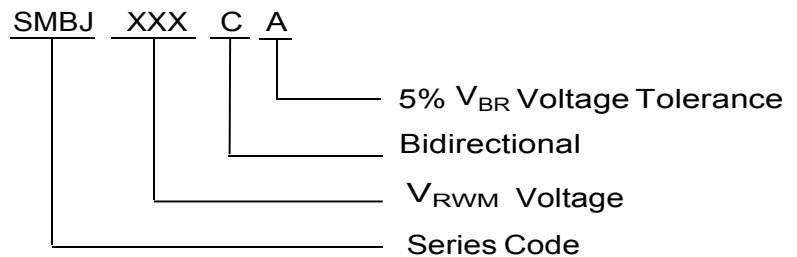 SMBJ XXX C A
5% VBR Voltage Tolerance
Bidirectional
VRWM Voltage
Series Code